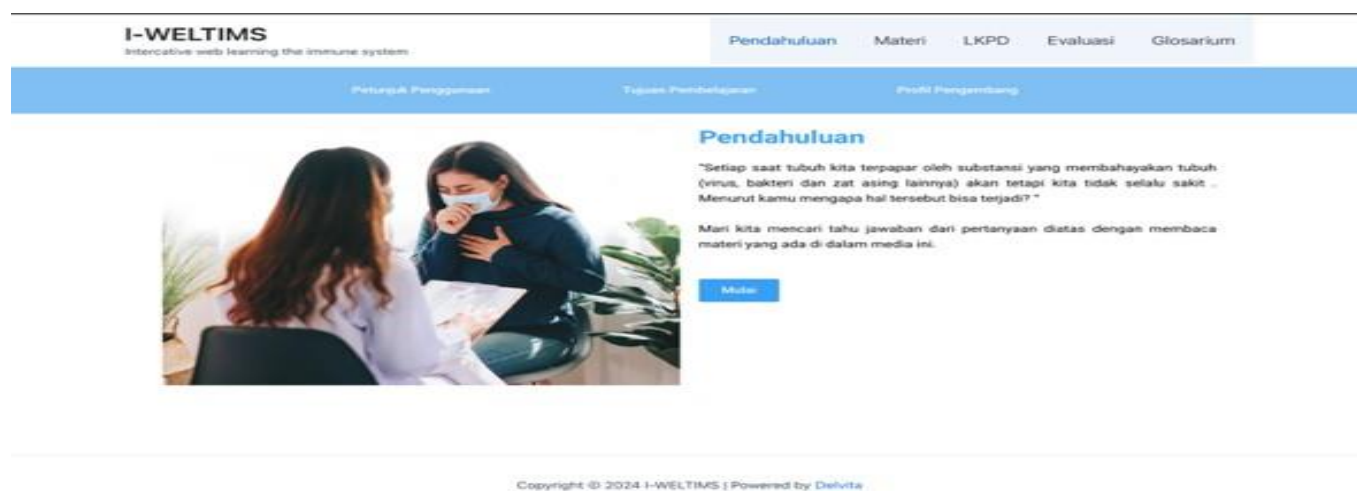 I-WELTIMS
Intercative web learning the immune system
Pendahuluan Materi LKPD Evaluasi Glosarium
Petunjuk Penggunaan Tujuan Pembelajaran Profil Pengembang
Pendahuluan
"Setiap saat tubuh kita terpapar oleh substansi yang membahayakan tubuh
(virus, bakteri dan zat asing lainnya) akan tetapi kita tidak selalu sakit ..
Menurut kamu mengapa hal tersebut bisa terjadi? "
Mari kita mencari tahu jawaban dari pertanyaan diatas dengan membaca
materi yang ada di dalam media ini.
Mulai
Copyright © 2024 I-WELTIMS | Powered by Delvita